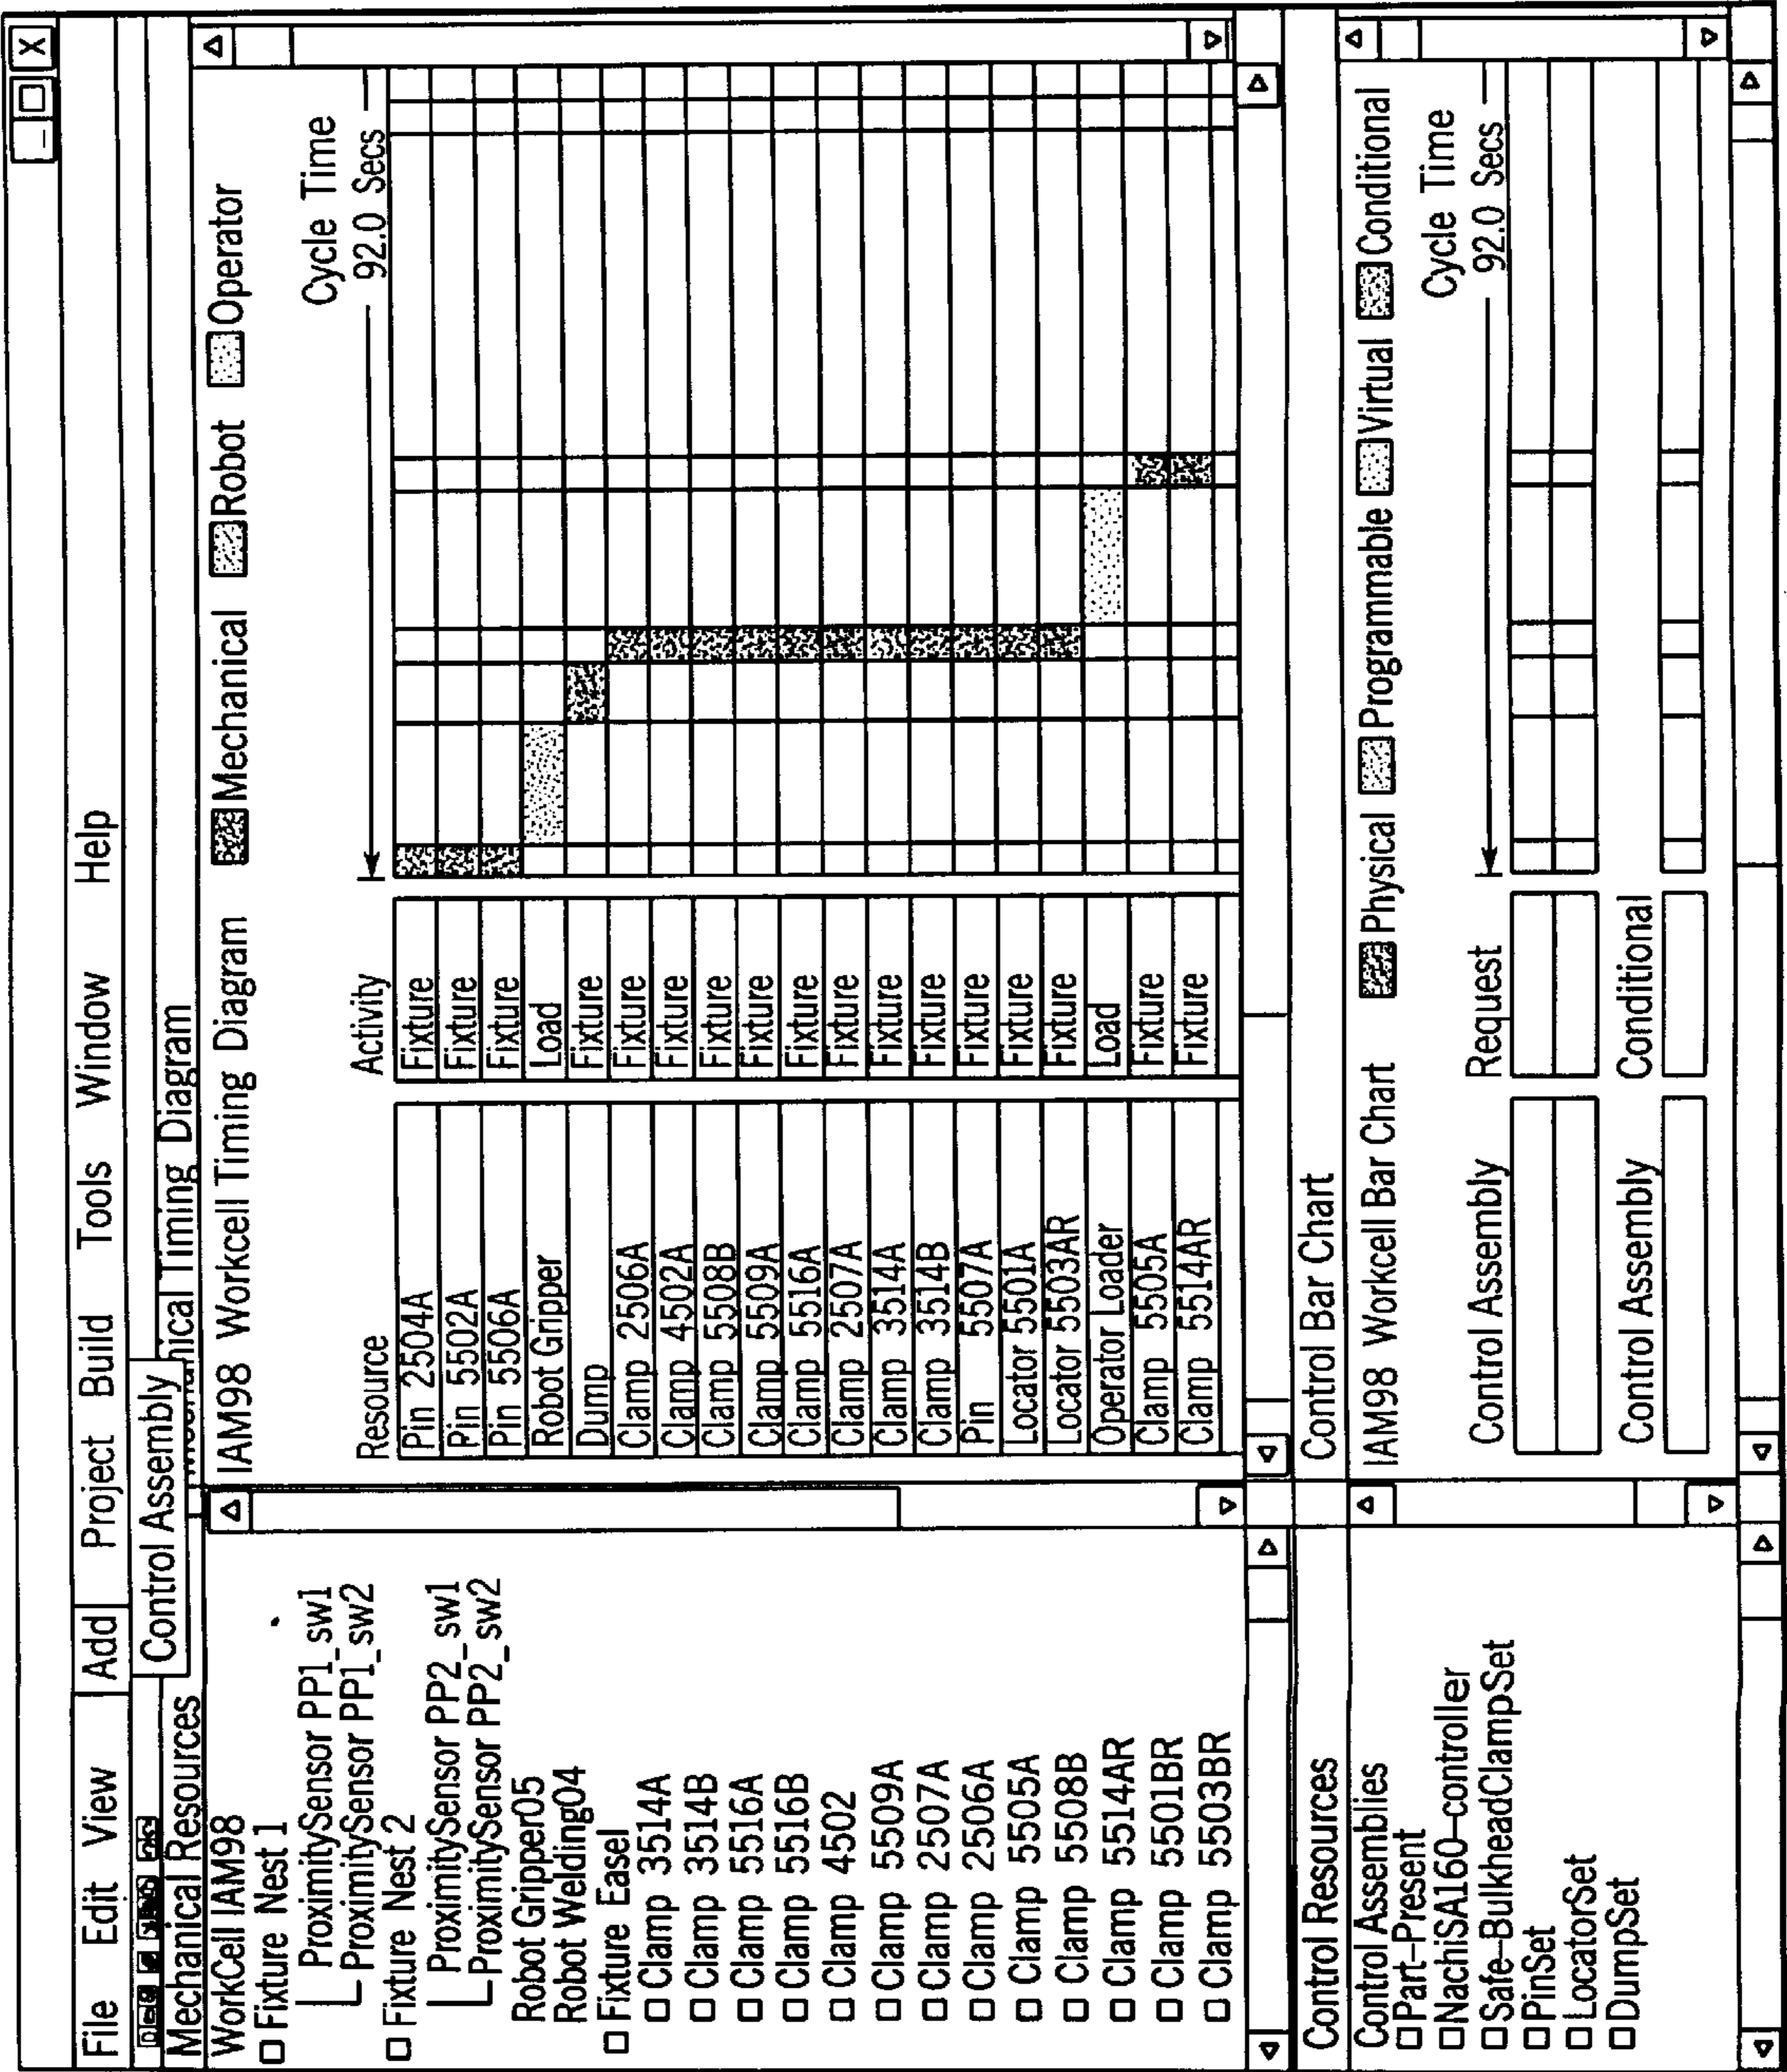 File Edit View Add Project Build Tools Window Help
Control Assembly
Mechanical Resources
WorkCell IAM98
Fixture Nest 1
ProximitySensor PP1_sw1
ProximitySensor PP1_sw2
Fixture Nest 2
ProximitySensor PP2_sw1
ProximitySensor PP2_sw2
Robot Gripper05
Robot Welding04
Fixture Easel
Clamp 3514A
Clamp 3514B
Clamp 5516A
Clamp 5516B
Clamp 4502
Clamp 5509A
Clamp 2507A
Clamp 2506A
Clamp 5505A
Clamp 5508B
Clamp 5514AR
Clamp 5501BR
Clamp 5503BR
Timing Diagram
IAM98 Workcell Timing Diagram Mechanical Robot Operator
Cycle Time
Resource Activity 92.0 Secs
Pin 2504A Fixture
Pin 5502A Fixture
Pin 5506A Fixture
Robot Gripper Load
Dump Fixture
Clamp 2506A Fixture
Clamp 4502A Fixture
Clamp 5508B Fixture
Clamp 5509A Fixture
Clamp 5516A Fixture
Clamp 2507A Fixture
Clamp 3514A Fixture
Clamp 3514B Fixture
Pin 5507A Fixture
Locator 5501A Fixture
Locator 5503AR Fixture
Operator Loader Load
Clamp 5505A Fixture
Clamp 5514AR Fixture
Control Resources
Control Assemblies
Part-Present
NachiSA160-controller
Safe-BulkheadClampSet
PinSet
LocatorSet
DumpSet
Control Bar Chart
IAM98 Workcell Bar Chart Physical Programmable Virtual Conditional
Cycle Time
Control Assembly Request 92.0 Secs
Control Assembly Conditional